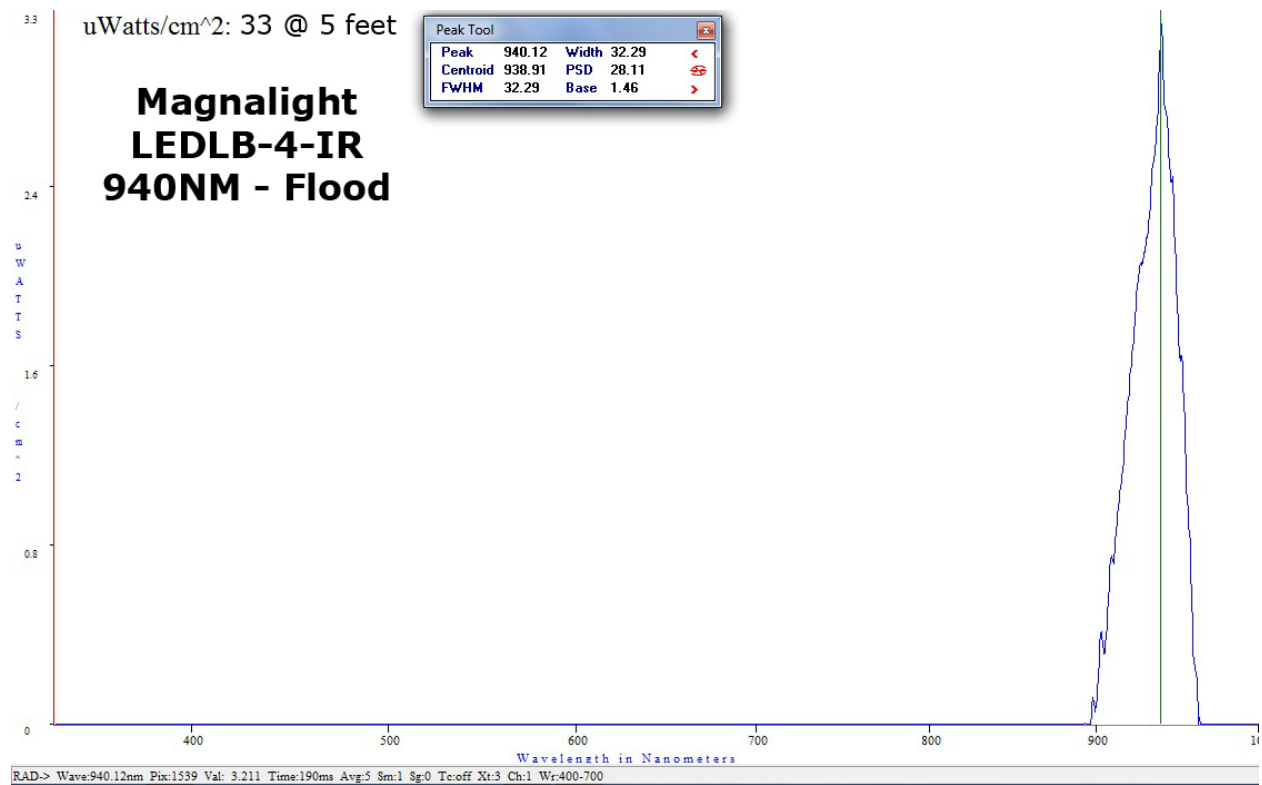 3.3
uWatts/cm^2: 33 @ 5 feet
Peak Tool
Peak 940.12 Width 32.29
Centroid 938.91 PSD 28.11
FWHM 32.29 Base 1.46
Magnalight
LEDLB-4-IR
940NM - Flood
2.4
uWATTS/cm^2
1.6
0.8
0
400 500 600 700 800 900 10
Wavelength in Nanometers
RAD-> Wave:940.12nm Pix:1539 Val: 3.211 Time:190ms Avg:5 Sm:1 Sg:0 Tc:off Xt:3 Ch:1 Wr:400-700